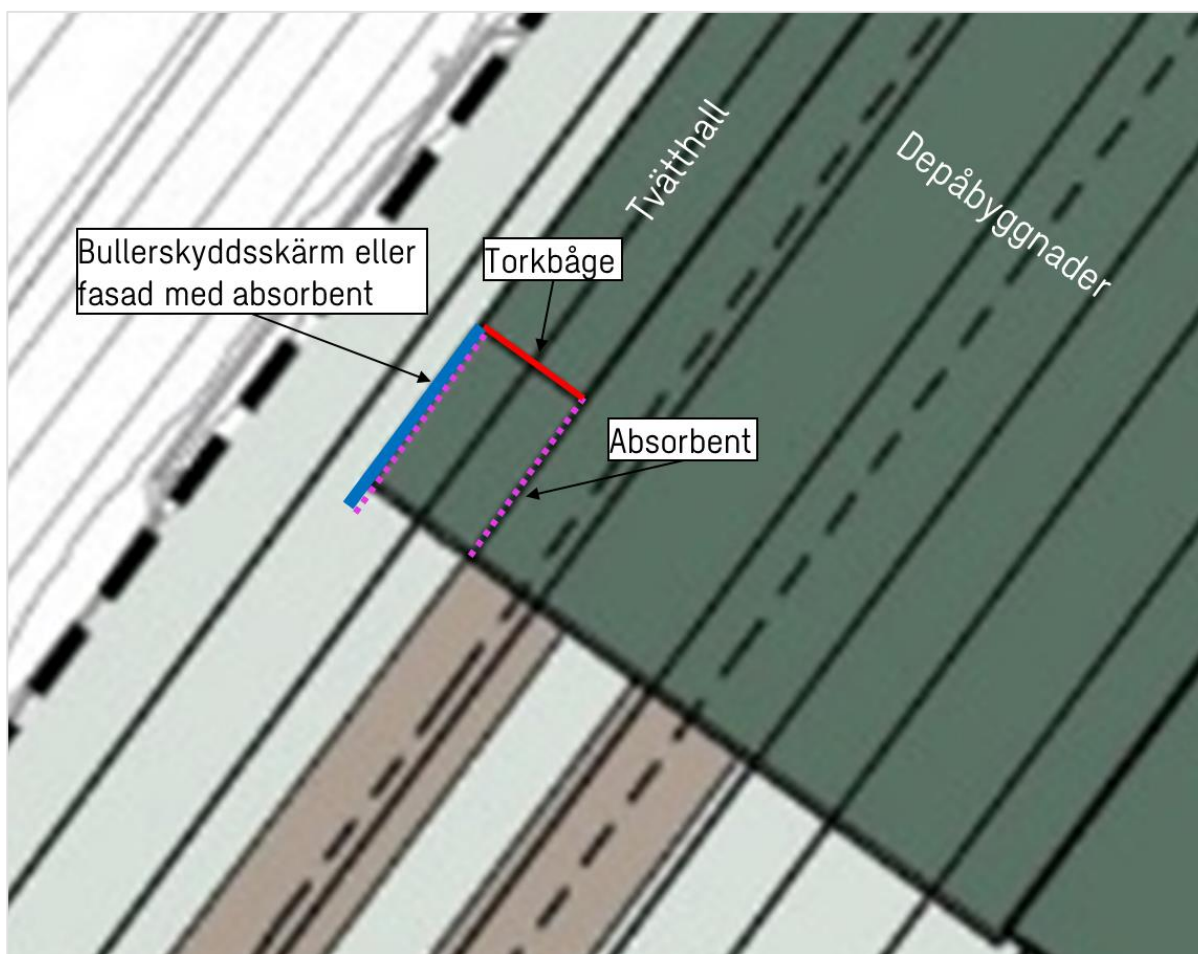 Tvätthall
Depåbyggnader
Bullerskyddsskärm eller
fasad med absorbent
Torkbåge
Absorbent